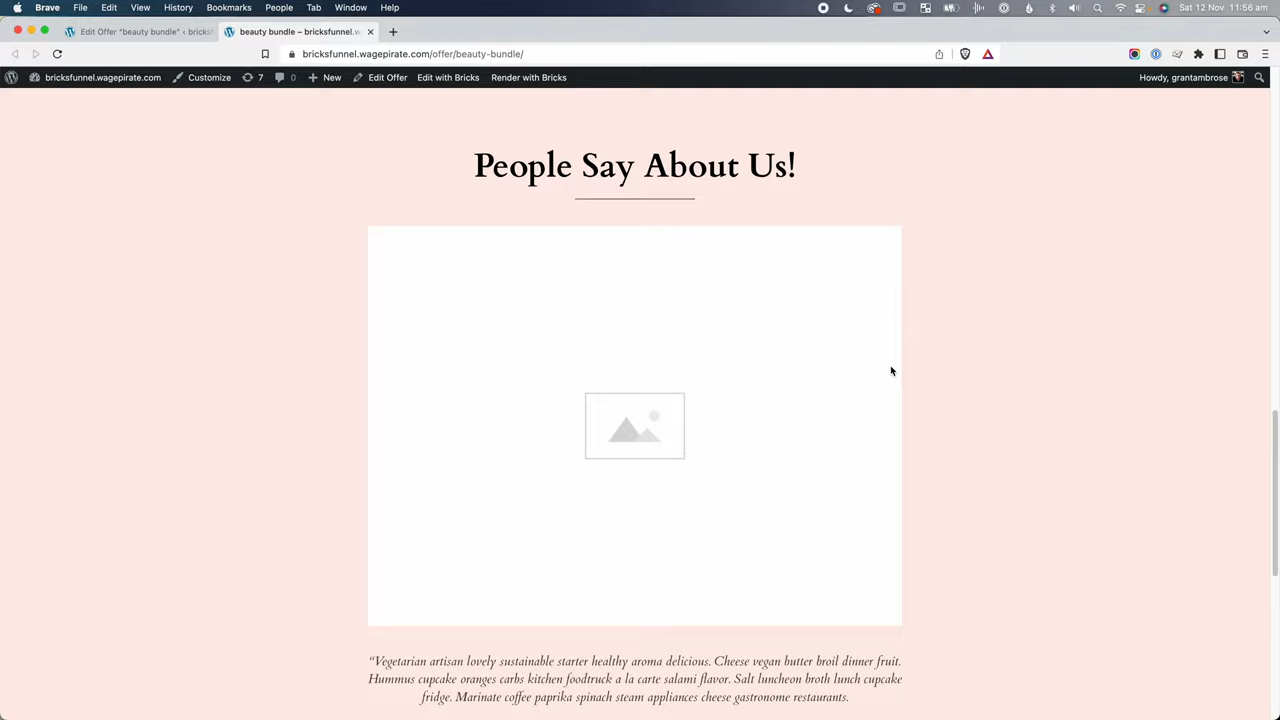 Brave File Edit View History Bookmarks People Tab Window Help Sat 12 Nov 11:56 am
Edit Offer "beauty bundle" ‹ bricksf
beauty bundle – bricksfunnel.w
bricksfunnel.wagepirate.com/offer/beauty-bundle/
bricksfunnel.wagepirate.com Customize 7 0 New Edit Offer Edit with Bricks Render with Bricks Howdy, grantambrose
People Say About Us!
“Vegetarian artisan lovely sustainable starter healthy aroma delicious. Cheese vegan butter broil dinner fruit.
Hummus cupcake oranges carbs kitchen foodtruck a la carte salami flavor. Salt luncheon broth lunch cupcake
fridge. Marinate coffee paprika spinach steam appliances cheese gastronome restaurants.